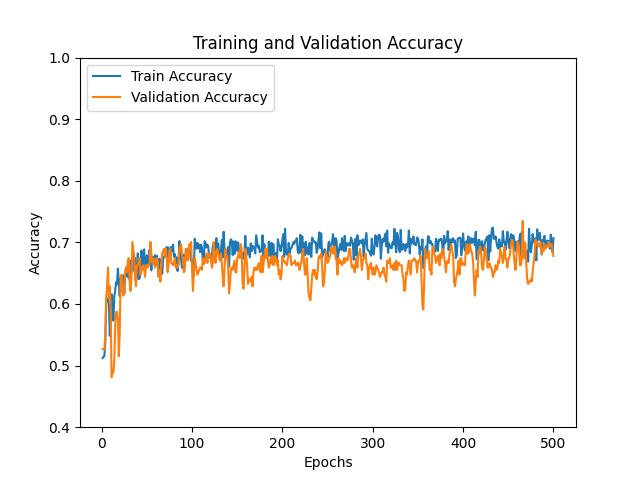 Training and Validation Accuracy
Train Accuracy
Validation Accuracy
1.0
0.9
0.8
0.7
0.6
0.5
0.4
Accuracy
0 100 200 300 400 500
Epochs